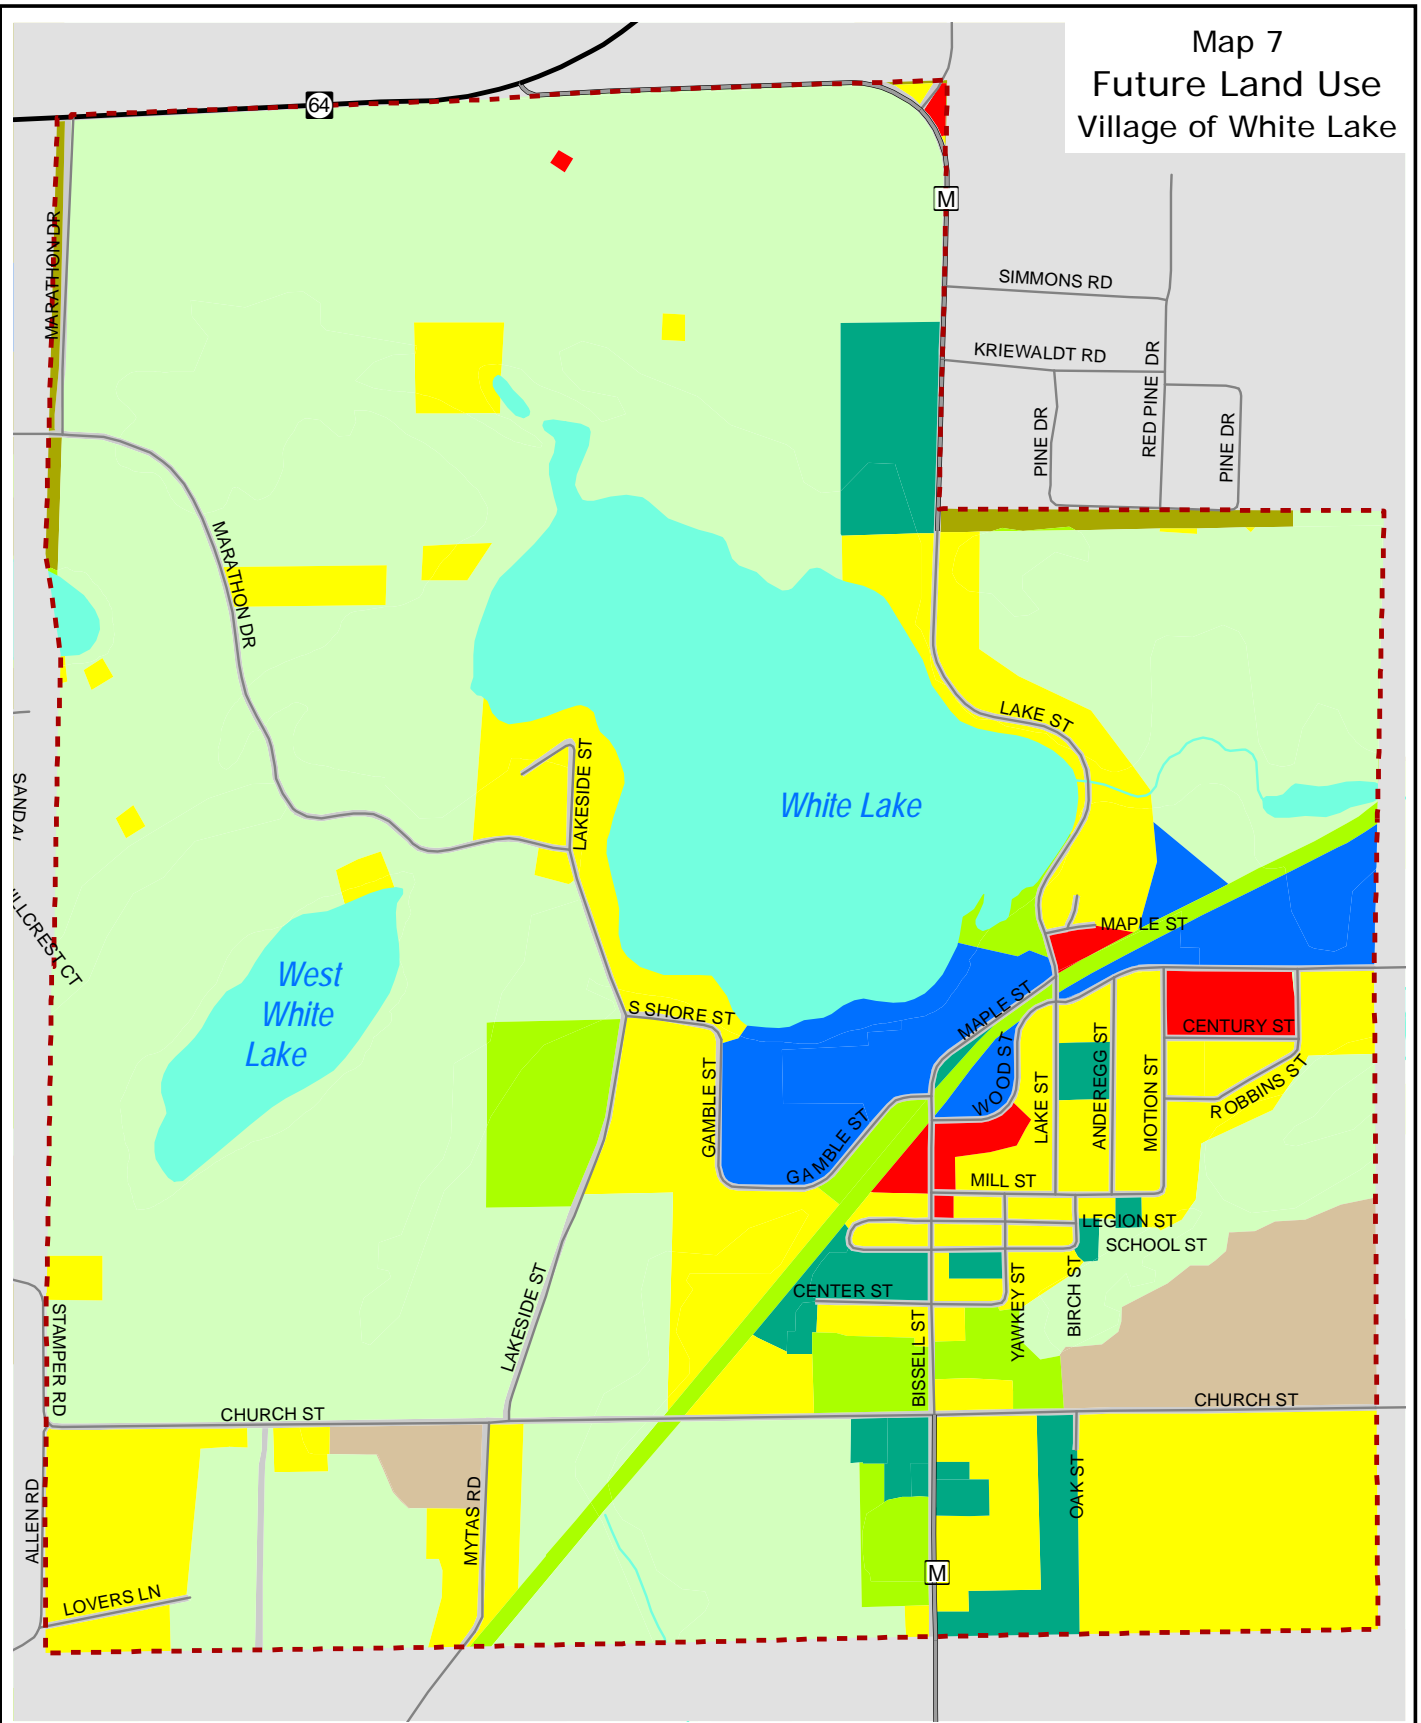 Map 7
Future Land Use
Village of White Lake
64
M
MARATHON DR
SIMMONS RD
KRIEWALDT RD
RED PINE DR
PINE DR
PINE DR
MARATHON DR
LAKE ST
LAKESIDE ST
White Lake
MAPLE ST
West
White
Lake
S SHORE ST
MAPLE ST
CENTURY ST
WOOD ST
GAMBLE ST
LAKE ST
ANDEREGG ST
MOTION ST
ROBBINS ST
GAMBLE ST
MILL ST
LEGION ST
SCHOOL ST
CENTER ST
YAWKEY ST
BIRCH ST
LAKESIDE ST
BISSELL ST
STAMPER RD
CHURCH ST
CHURCH ST
ALLEN RD
MYTAS RD
OAK ST
LOVERS LN
M